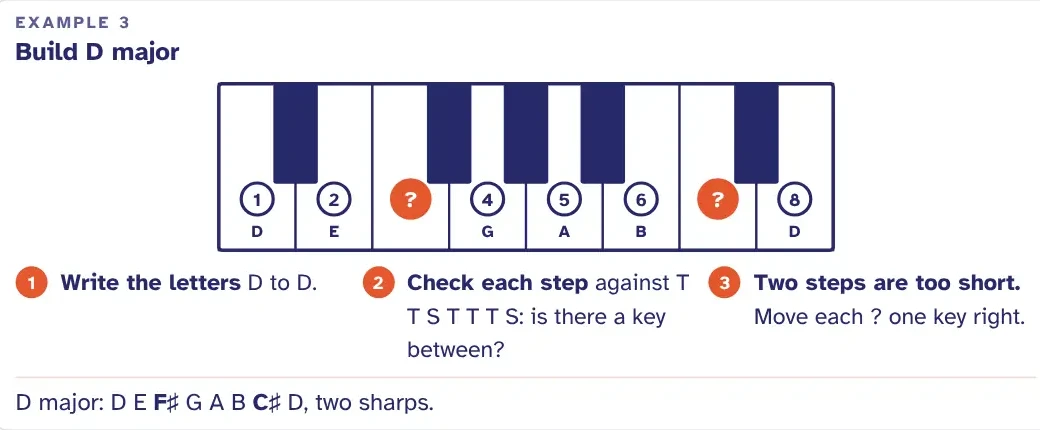 EXAMPLE 3
Build D major
1 2 ? 4 5 6 ? 8
D E G A B D
1 Write the letters D to D.
2 Check each step against T
T S T T T S: is there a key
between?
3 Two steps are too short.
Move each ? one key right.
D major: D E F♯ G A B C♯ D, two sharps.